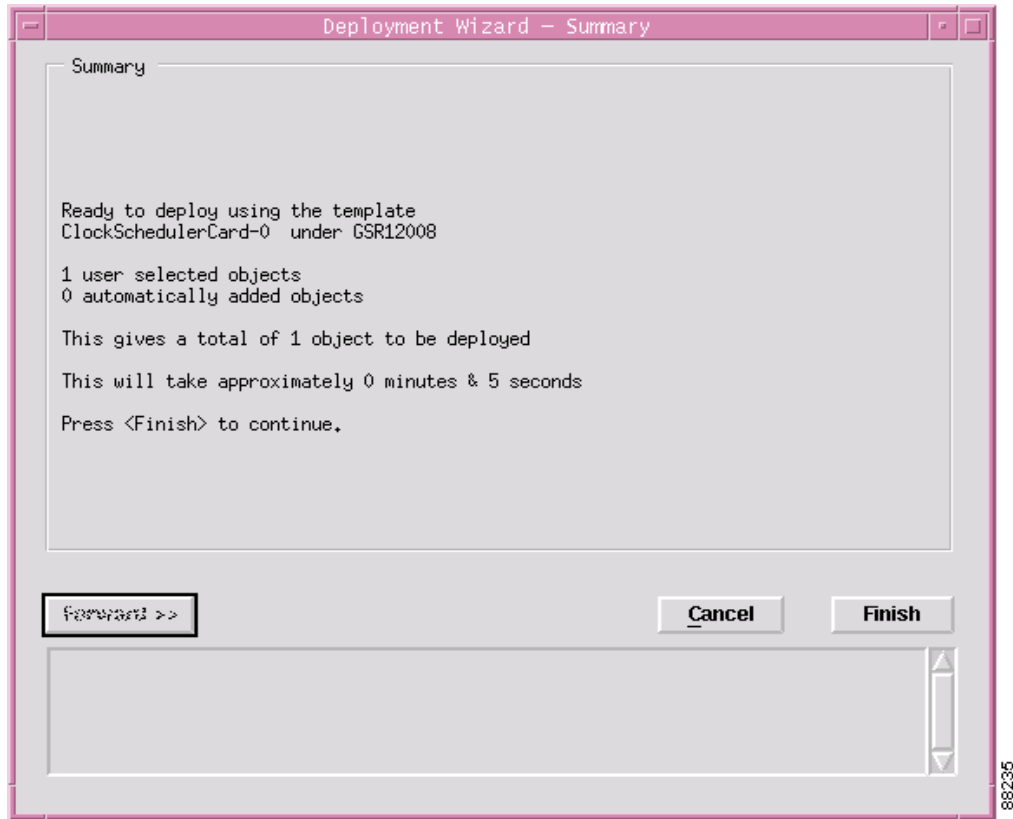 Deployment Wizard — Summary
Summary
Ready to deploy using the template
ClockSchedulerCard-0  under GSR12008
1 user selected objects
0 automatically added objects
This gives a total of 1 object to be deployed
This will take approximately 0 minutes & 5 seconds
Press <Finish> to continue.
Forward >>
Cancel
Finish
88235